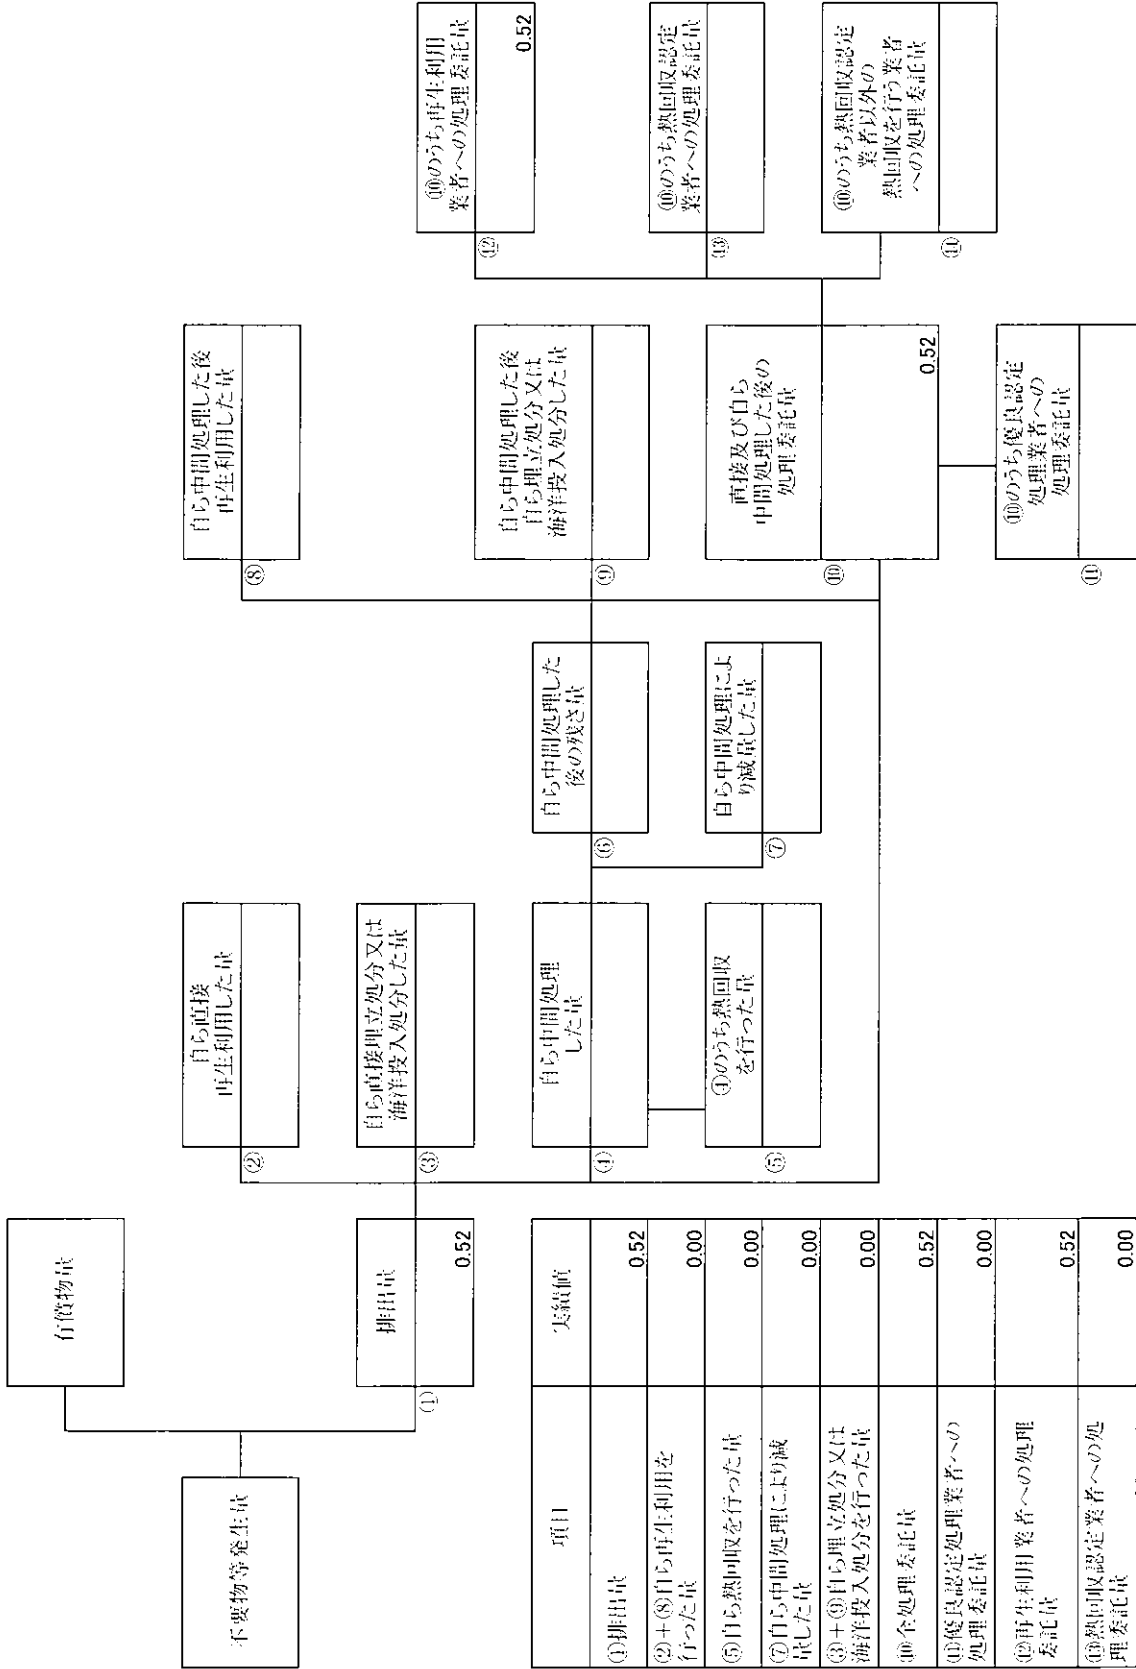 有償物量
不要物等発生量
①
排出量
0.52
②
自ら直接
再生利用した量
③
自ら直接埋立処分又は
海洋投入処分した量
④
自ら中間処理
した量
⑤
④のうち熱回収
を行った量
⑥
自ら中間処理した
後の残さ量
⑦
自ら中間処理によ
り減量した量
⑧
自ら中間処理した後
再生利用した量
⑨
自ら中間処理した後
自ら埋立処分又は
海洋投入処分した量
⑩
直接及び自ら
中間処理した後の
処理委託量
0.52
⑪
⑩のうち優良認定
処理業者への
処理委託量
⑫
⑩のうち再生利用
業者への処理委託量
0.52
⑬
⑩のうち熱回収認定
業者への処理委託量
⑭
⑩のうち熱回収認定
業者以外の
熱回収を行う業者
への処理委託量
項目 実績値
①排出量 0.52
②+⑧自ら再生利用を
行った量 0.00
⑤自ら熱回収を行った量 0.00
⑦自ら中間処理により減
量した量 0.00
③+⑨自ら埋立処分又は
海洋投入処分を行った量 0.00
⑩全処理委託量 0.52
⑪優良認定処理業者への
処理委託量 0.00
⑫再生利用業者への処理
委託量 0.52
⑬熱回収認定業者への処
理委託量 0.00